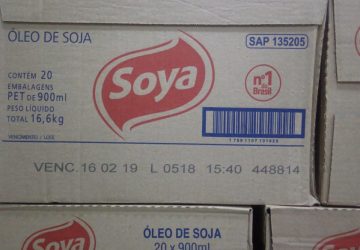 ÓLEO DE SOJA
SAP 135205
CONTÉM 20
EMBALAGENS
PET DE 900ml
PESO LÍQUIDO
TOTAL 16,6kg
VENCIMENTO / LOTE
Soya
nº1
Brasil
VENC. 16 02 19 L 0518 15:40 448814
Soya
ÓLEO DE SOJA
20 x 900ml